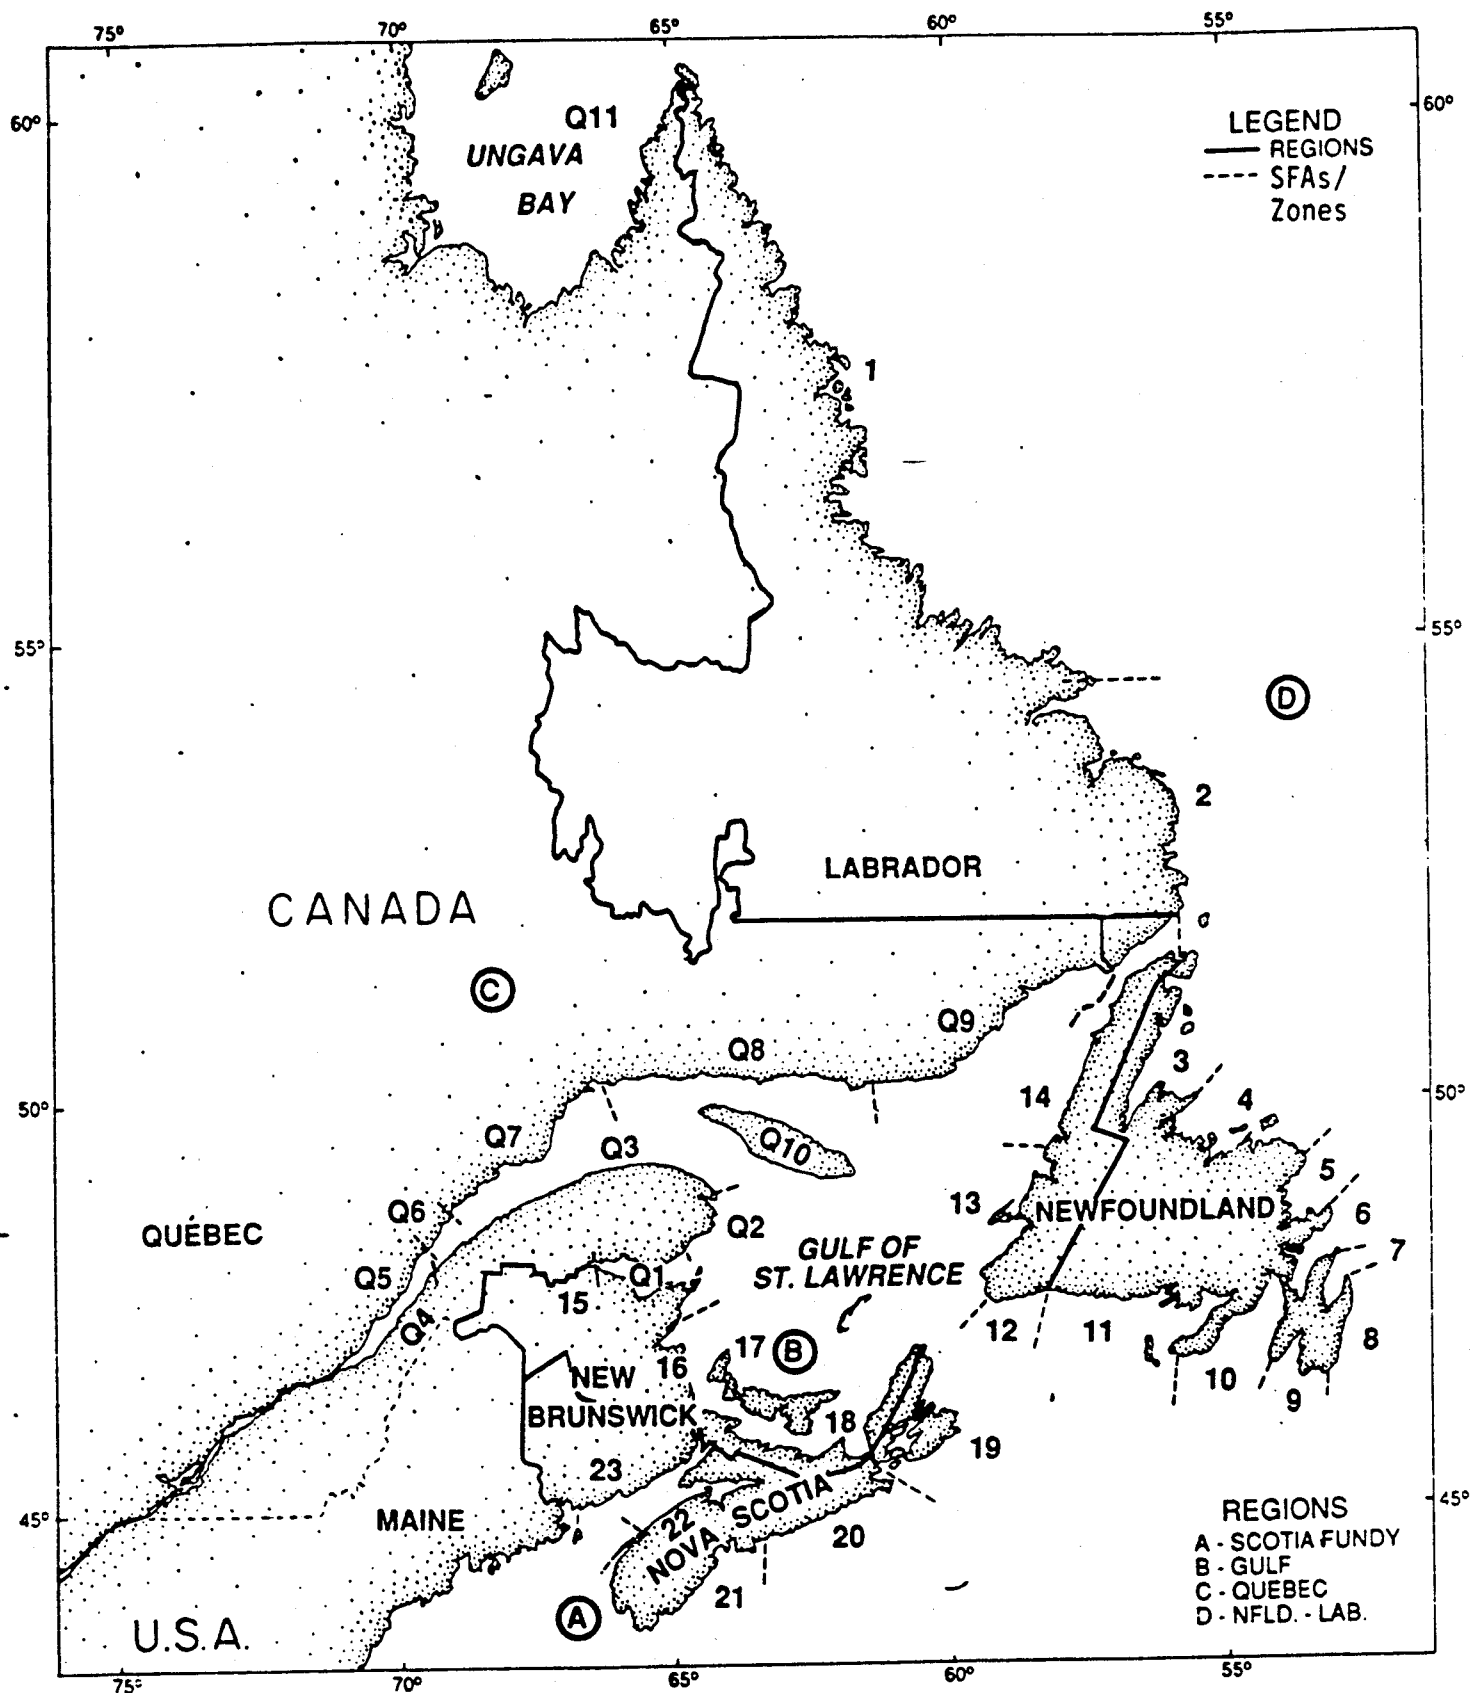 75° 70° 65° 60° 55°
60° 60°
Q11
UNGAVA
BAY
LEGEND
REGIONS
SFAs/
Zones
1
55° 55°
D
2
LABRADOR
CANADA
C
Q9
Q8
3
14
4
50° 50°
Q7
Q3
Q10
5
13
NEWFOUNDLAND
6
Q6
Q2
QUÉBEC
GULF OF
ST. LAWRENCE
7
Q5
Q1
15
Q4
12
11
8
17
B
16
10
9
NEW
BRUNSWICK
18
19
23
MAINE
22
NOVA SCOTIA
20
45° 45°
21
A
U.S.A.
REGIONS
A - SCOTIA FUNDY
B - GULF
C - QUEBEC
D - NFLD. - LAB.
75° 70° 65° 60° 55°